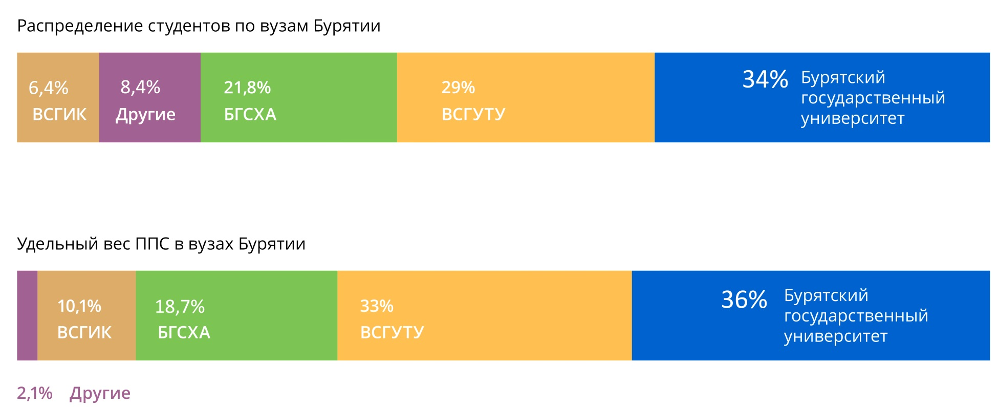 Распределение студентов по вузам Бурятии
6,4%
ВСГИК
8,4%
Другие
21,8%
БГСХА
29%
ВСГУТУ
34%
Бурятский
государственный
университет
Удельный вес ППС в вузах Бурятии
10,1%
ВСГИК
18,7%
БГСХА
33%
ВСГУТУ
36%
Бурятский
государственный
университет
2,1% Другие